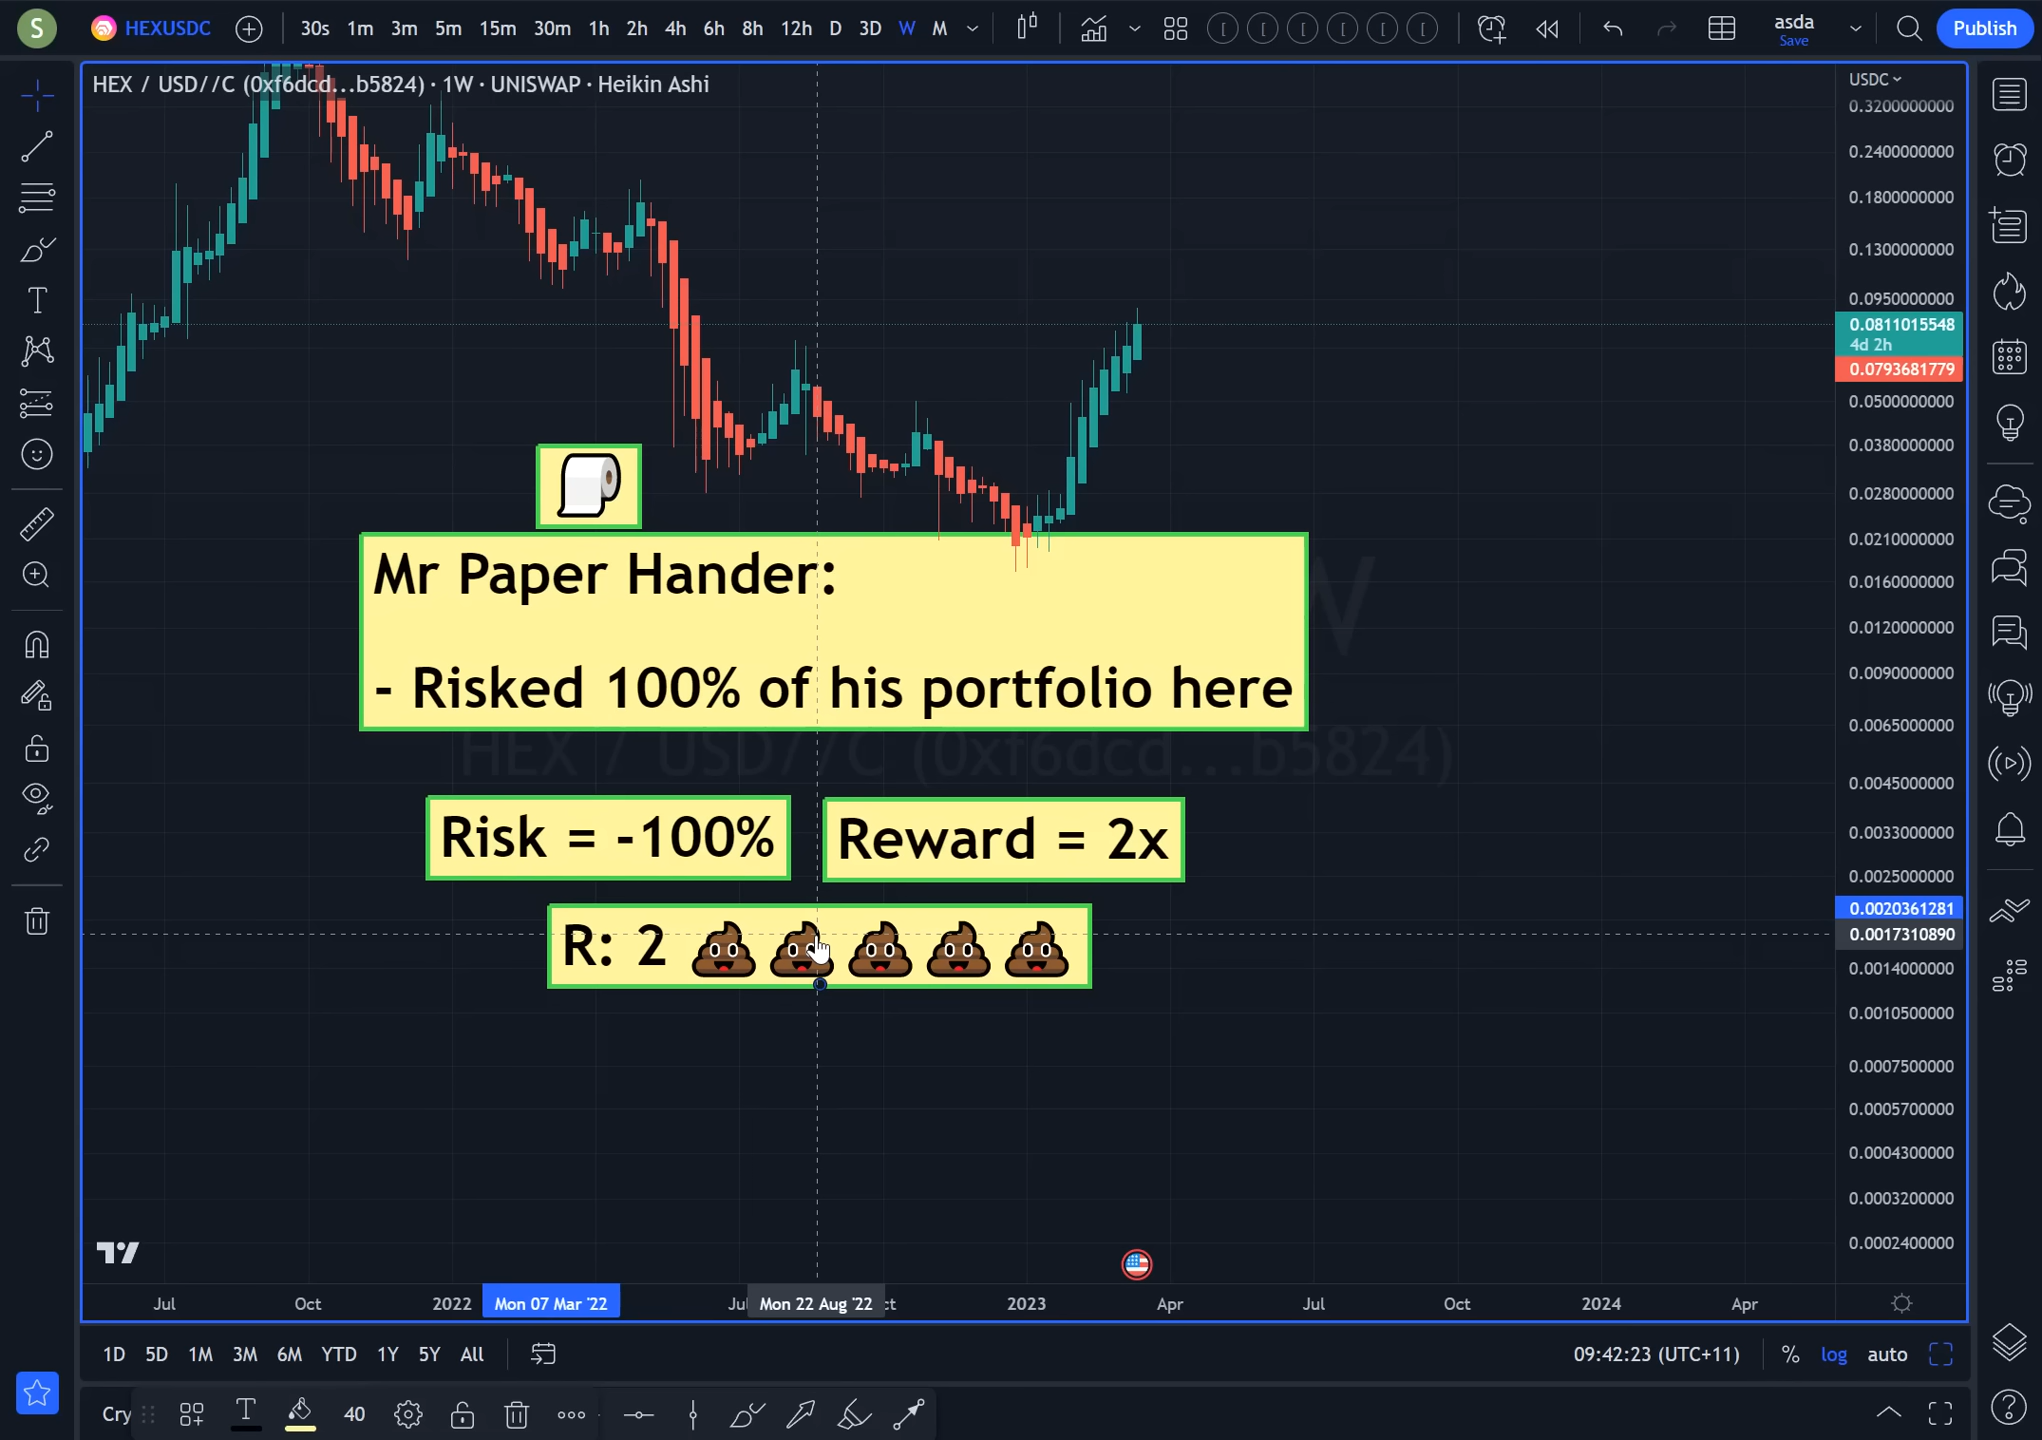 S HEXUSDC 30s 1m 3m 5m 15m 30m 1h 2h 4h 6h 8h 12h D 3D W M asda Publish
Save
HEX / USD//C (0xf6dcd...b5824) · 1W · UNISWAP · Heikin Ashi
USDC
0.3200000000
0.2400000000
0.1800000000
0.1300000000
0.0950000000
0.0811015548
4d 2h
0.0793681779
0.0500000000
0.0380000000
0.0280000000
0.0210000000
0.0160000000
0.0120000000
0.0090000000
0.0065000000
0.0045000000
0.0033000000
0.0025000000
0.0020361281
0.0017310890
0.0014000000
0.0010500000
0.0007500000
0.0005700000
0.0004300000
0.0003200000
0.0002400000
Mr Paper Hander:
- Risked 100% of his portfolio here
HEX / USD//C (0xf6dcd...b5824)
Risk = -100%
Reward = 2x
R: 2 💩 💩 💩 💩 💩
Jul Oct 2022 Mon 07 Mar '22 Jul Mon 22 Aug '22 ct 2023 Apr Jul Oct 2024 Apr
1D 5D 1M 3M 6M YTD 1Y 5Y All 09:42:23 (UTC+11) % log auto
Cry T 40